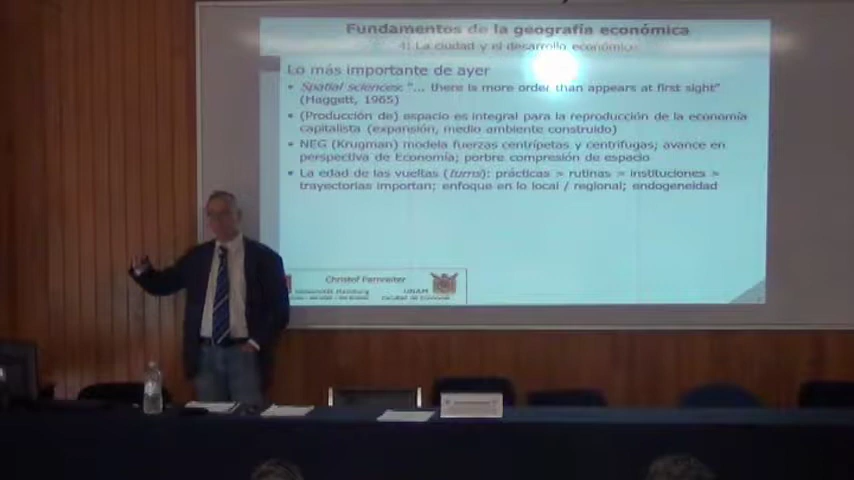 Fundamentos de la geografía económica
4: La ciudad y el desarrollo económico
Lo más importante de ayer
• Spatial sciences: "... there is more order than appears at first sight"
(Haggett, 1965)
• (Producción de) espacio es integral para la reproducción de la economía
capitalista (expansión, medio ambiente construido)
• NEG (Krugman) modela fuerzas centrípetas y centrífugas; avance en
perspectiva de Economía; porbre compresión de espacio
• La edad de las vueltas (turns): prácticas > rutinas > instituciones >
trayectorias importan; enfoque en lo local / regional; endogeneidad
Christof Parnreiter
UNAM
Facultad de Economía